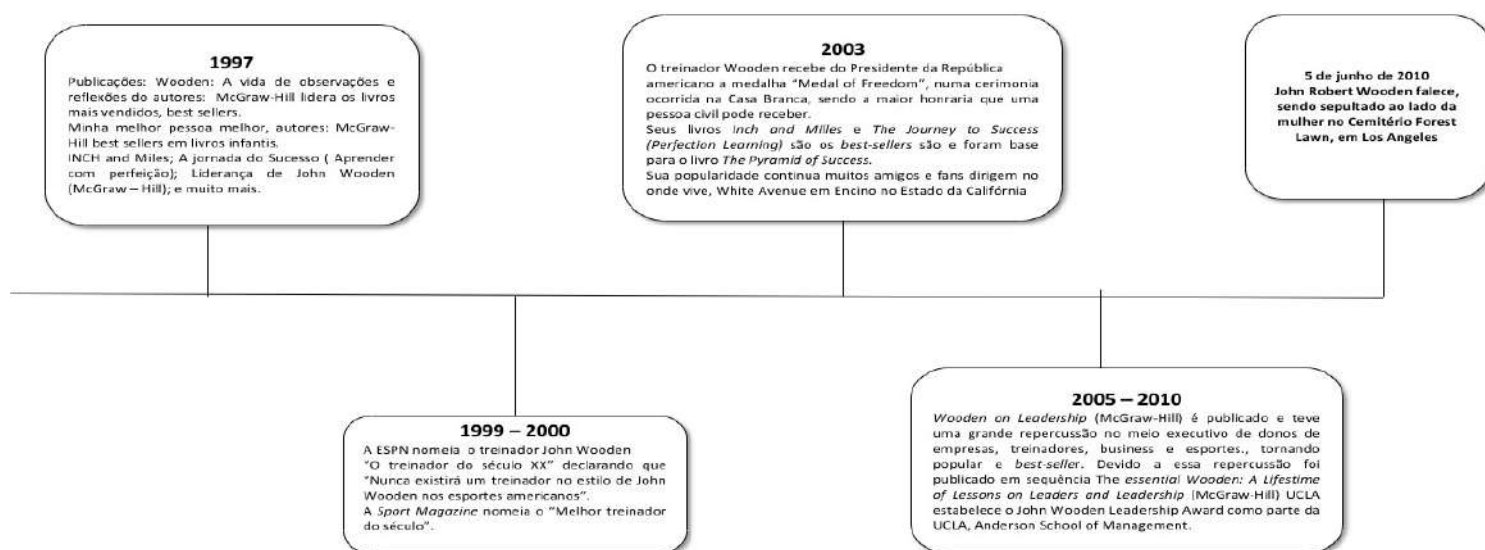 1997
Publicações: Wooden: A vida de observações e
reflexões do autores: McGraw-Hill lidera os livros
mais vendidos, best sellers.
Minha melhor pessoa melhor, autores: McGraw-
Hill best sellers em livros infantis.
INCH and Miles; A jornada do Sucesso ( Aprender
com perfeição); Liderança de John Wooden
(McGraw – Hill); e muito mais.
2003
O treinador Wooden recebe do Presidente da República
americano a medalha “Medal of Freedom”, numa cerimonia
ocorrida na Casa Branca, sendo a maior honraria que uma
pessoa civil pode receber.
Seus livros Inch and Milles e The Journey to Success
(Perfection Learning) são os best-sellers são e foram base
para o livro The Pyramid of Success.
Sua popularidade continua muitos amigos e fans dirigem no
onde vive, White Avenue em Encino no Estado da Califórnia
5 de junho de 2010
John Robert Wooden falece,
sendo sepultado ao lado da
mulher no Cemitério Forest
Lawn, em Los Angeles
1999 – 2000
A ESPN nomeia o treinador John Wooden
“O treinador do século XX” declarando que
“Nunca existirá um treinador no estilo de John
Wooden nos esportes americanos”.
A Sport Magazine nomeia o “Melhor treinador
do século”.
2005 – 2010
Wooden on Leadership (McGraw-Hill) é publicado e teve
uma grande repercussão no meio executivo de donos de
empresas, treinadores, business e esportes., tornando
popular e best-seller. Devido a essa repercussão foi
publicado em sequência The essential Wooden: A Lifestime
of Lessons on Leaders and Leadership (McGraw-Hill) UCLA
estabelece o John Wooden Leadership Award como parte da
UCLA, Anderson School of Management.